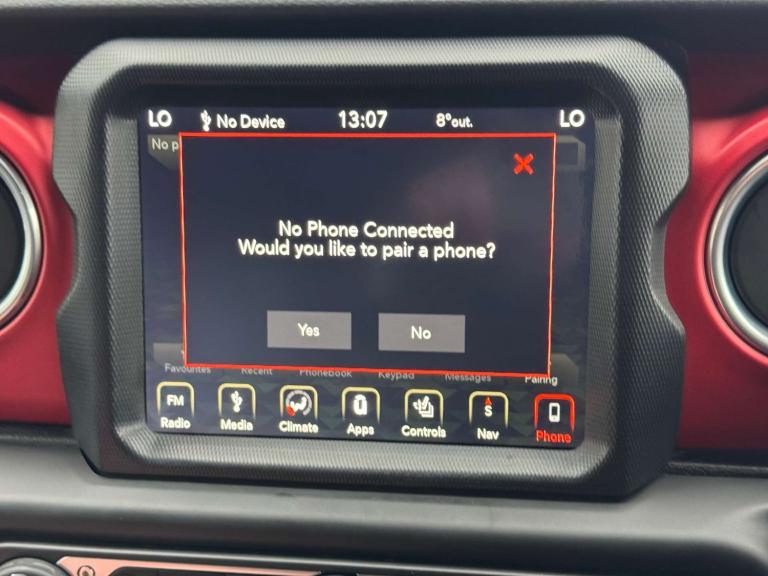 LO No Device 13:07 8°out. LO
No p
No Phone Connected
Would you like to pair a phone?
Yes No
Favourites Recent Phonebook Keypad Messages Pairing
FM S
Radio Media Climate Apps Controls Nav Phone